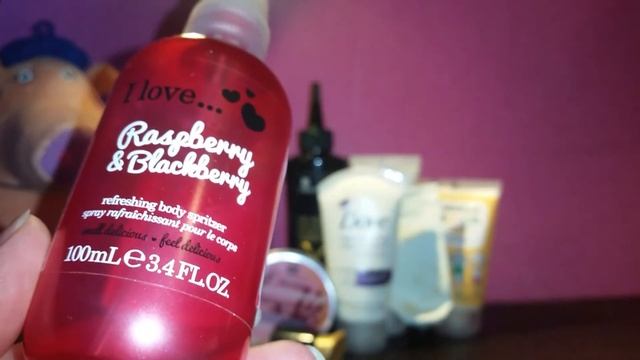 I love...
Raspberry
& Blackberry
refreshing body spritzer
spray rafraîchissant pour le corps
smell delicious • feel delicious
100mL ℮ 3.4 FL.OZ.
Dove